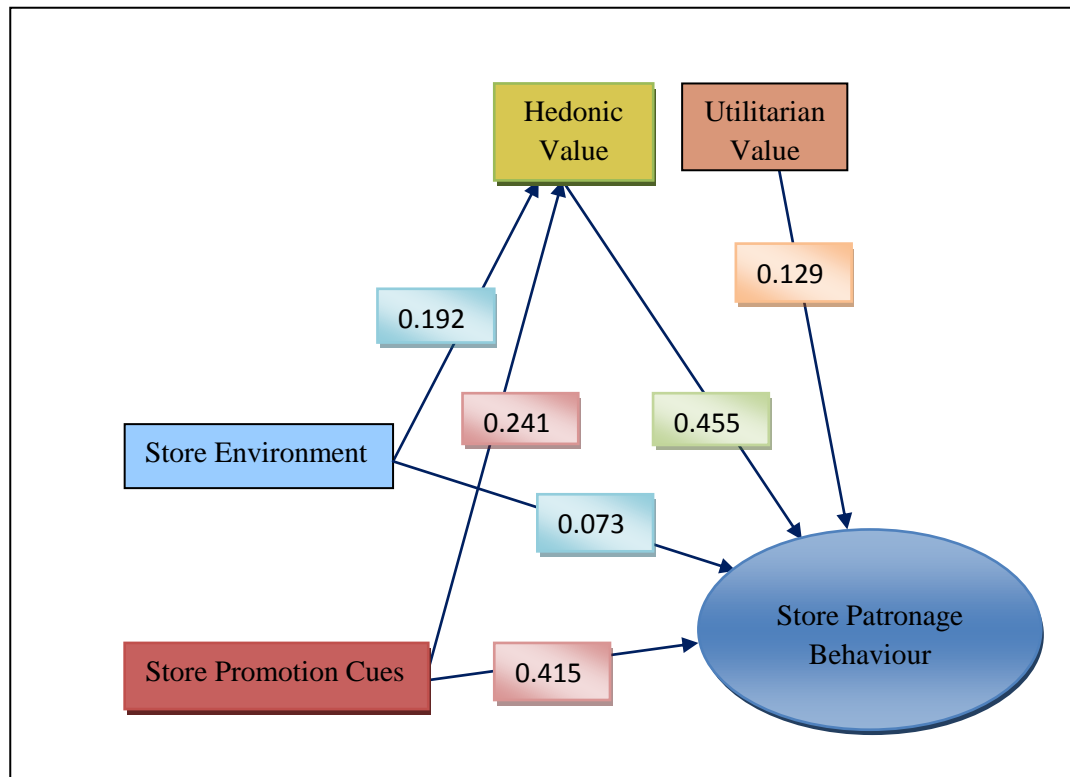 Hedonic
Value
Utilitarian
Value
0.129
0.192
0.241
0.455
Store Environment
0.073
Store Patronage
Behaviour
Store Promotion Cues
0.415